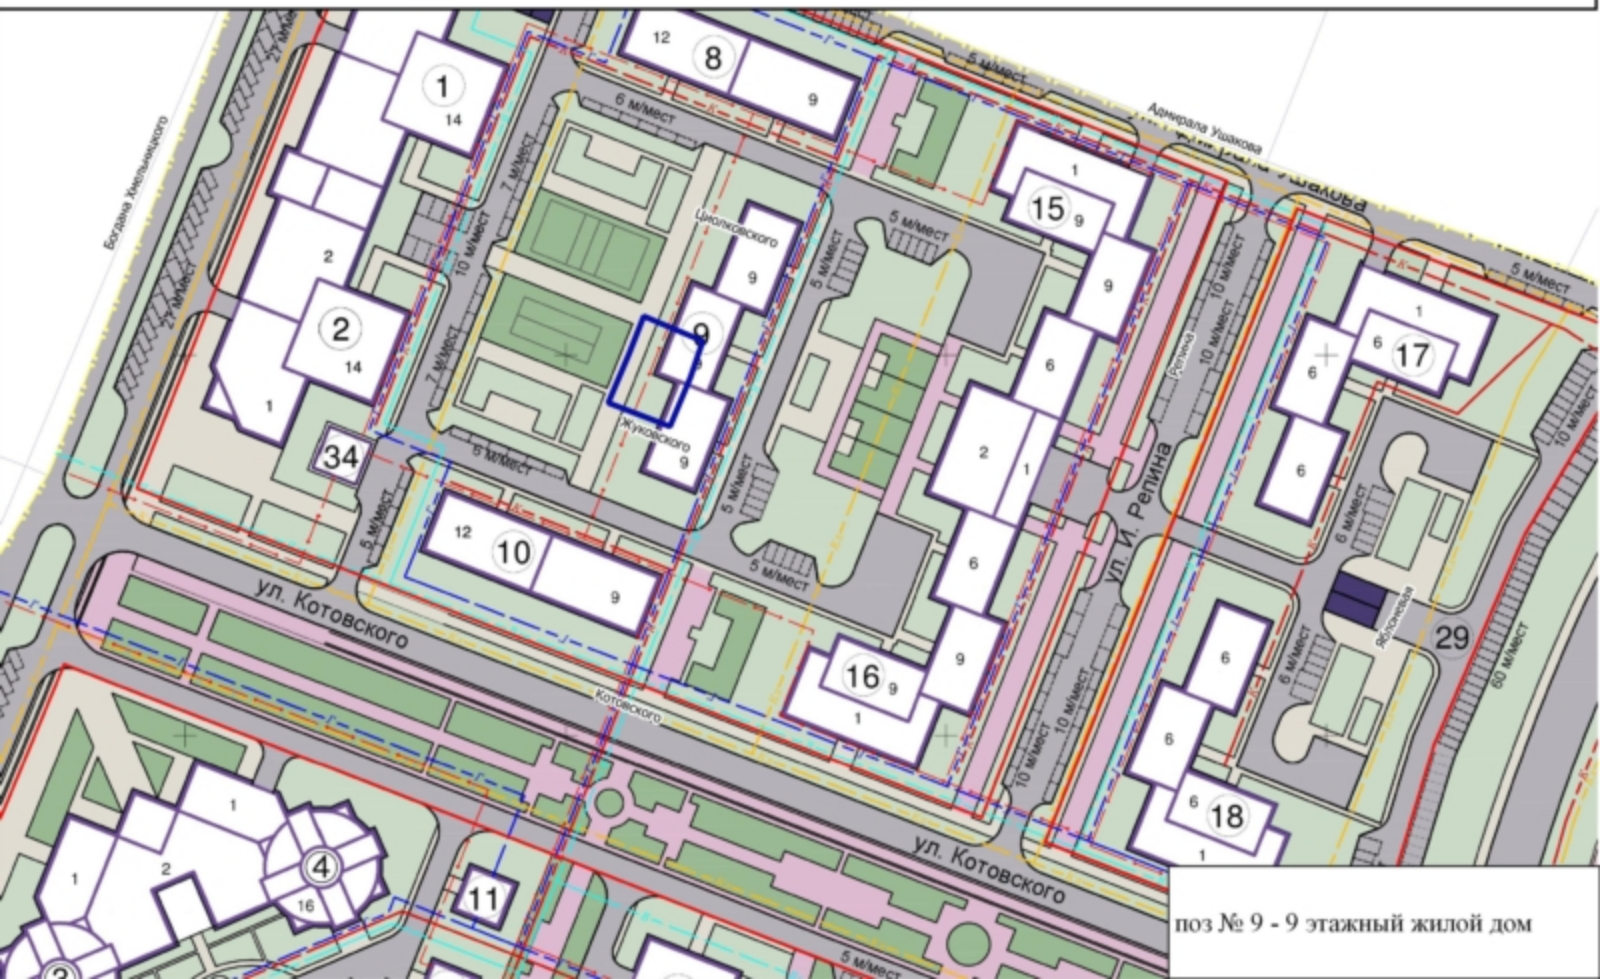 12
8
9
5 м/мест
1
14
6 м/мест
Адмирала Ушакова
Ушакова
7 м/мест
Богдана Хмельницкого
21 м/мест
1
15
9
5 м/мест
Циолковского
10 м/мест
5 м/мест
10 м/мест
5 м/мест
2
9
9
1
2
14
9
6
17
6
10 м/мест
Репина
7 м/мест
6
1
Жуковского
10 м/мест
34
6 м/мест
9
2
1
6
5 м/мест
5 м/мест
6 м/мест
12
10
9
5 м/мест
6
ул. И. Репина
ул. Котовского
Яблоневая
29
6
9
6 м/мест
60 м/мест
16
9
1
Котовского
10 м/мест
10 м/мест
6
6
18
1
1
2
4
16
1
11
3
ул. Котовского
5 м/мест
поз № 9 - 9 этажный жилой дом